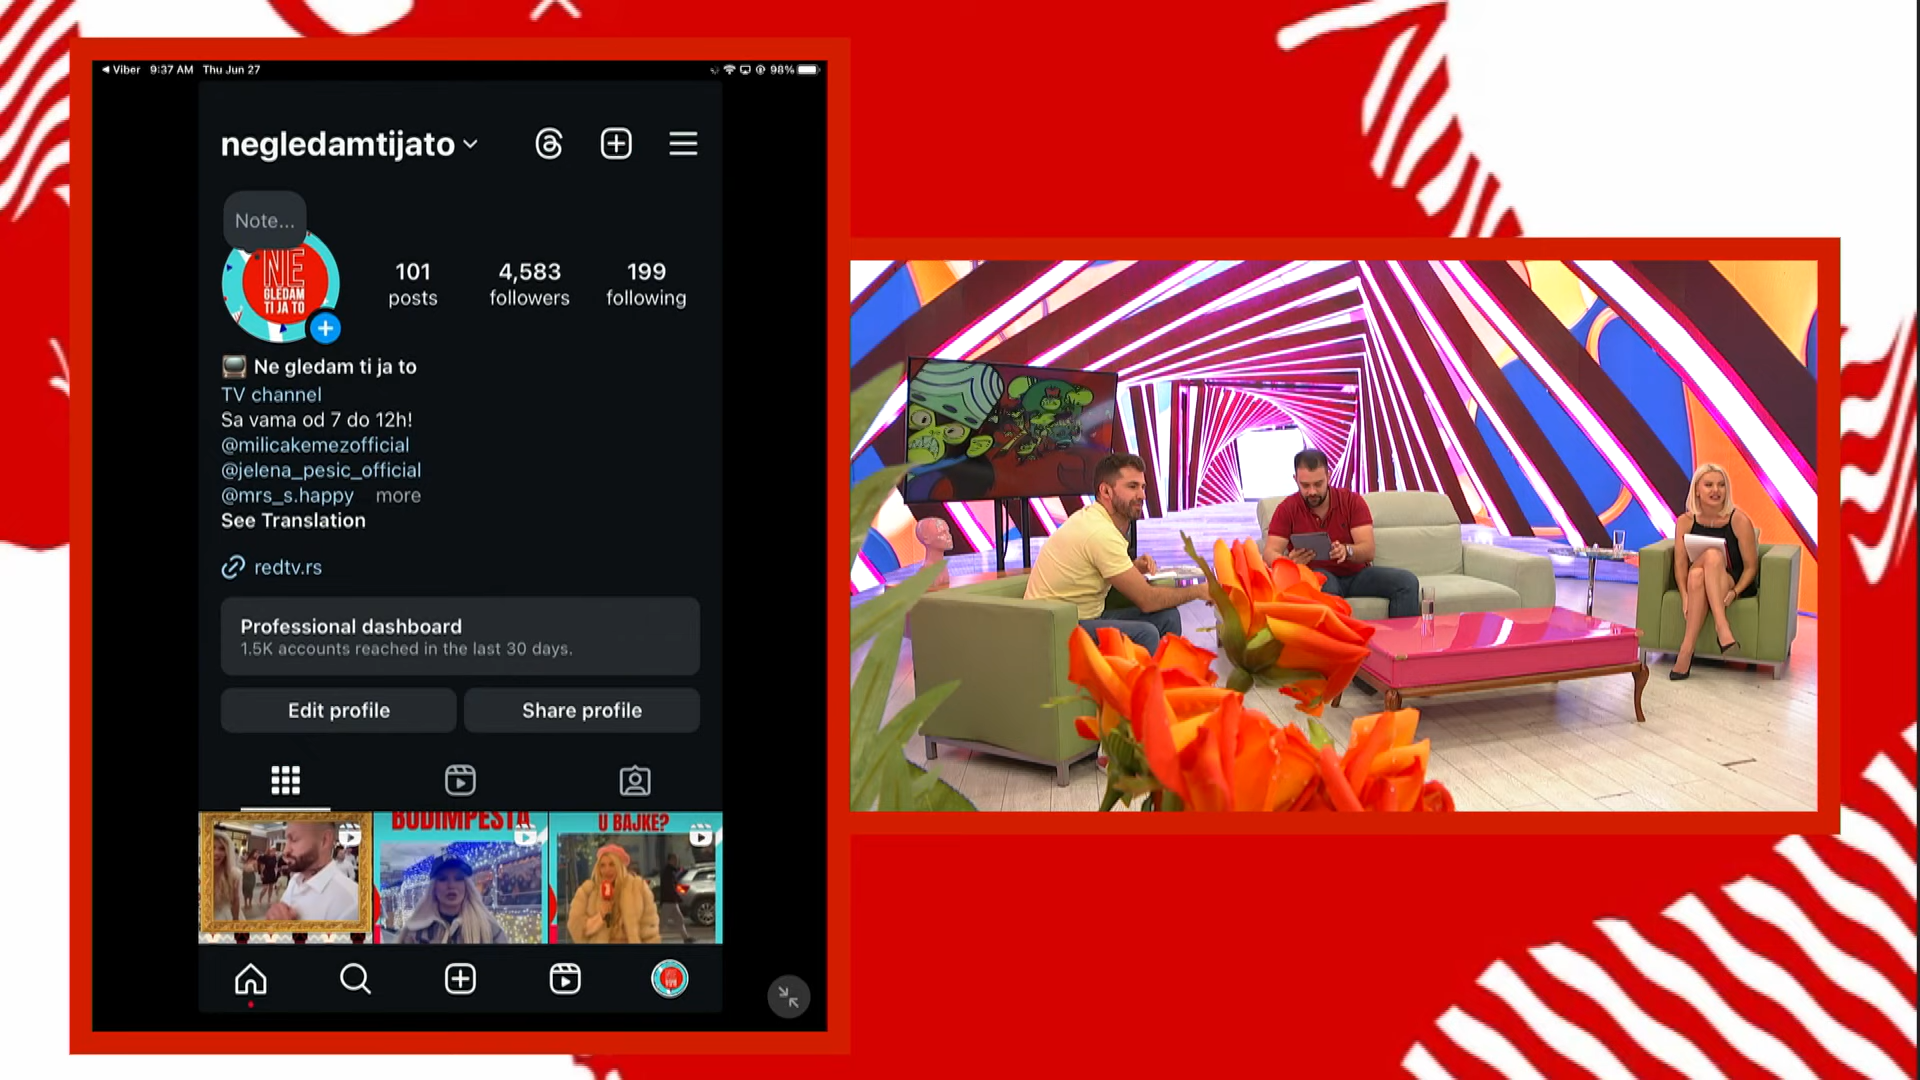 Viber 9:37 AM Thu Jun 27
98%
negledamtijato
Note...
NE
GLEDAM
TI JA TO
101
posts
4,583
followers
199
following
Ne gledam ti ja to
TV channel
Sa vama od 7 do 12h!
@milicakemezofficial
@jelena_pesic_official
@mrs_s.happy more
See Translation
redtv.rs
Professional dashboard
1.5K accounts reached in the last 30 days.
Edit profile
Share profile
BUDIMPEŠTA
U BAJKE?